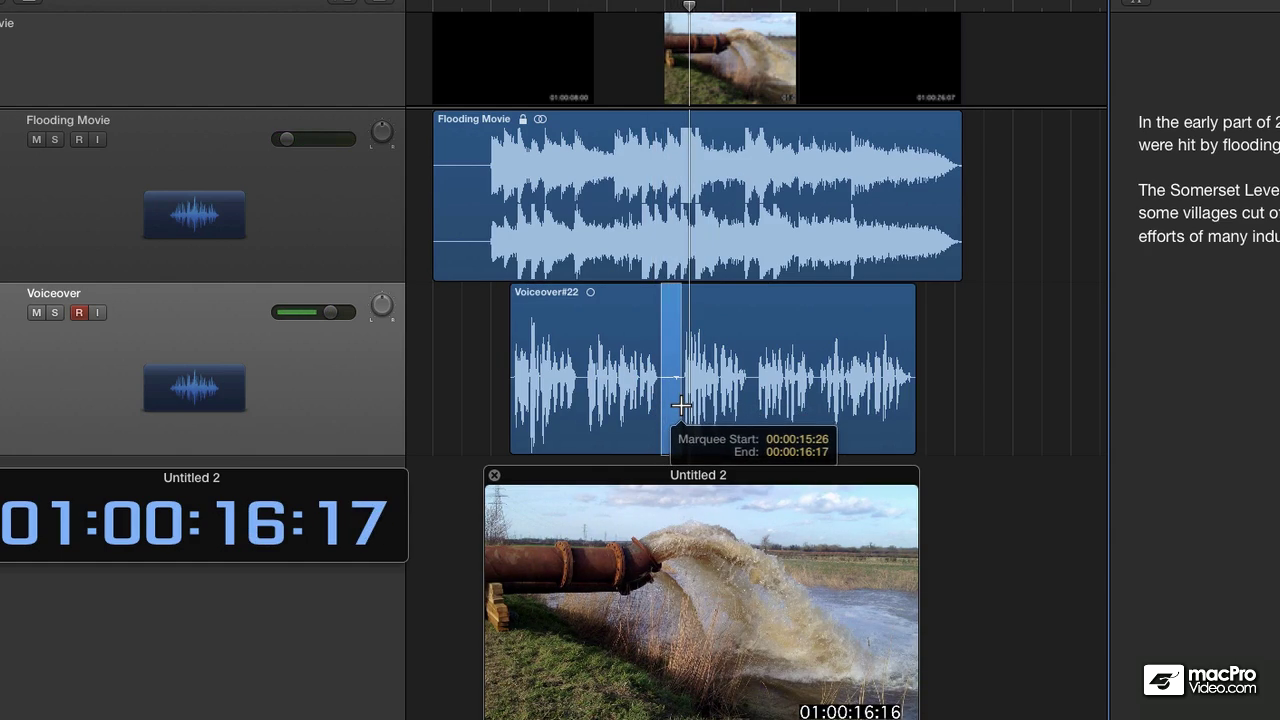 vie
01:00:08:00
01:00:26:07
Flooding Movie
M S R I
L R
Flooding Movie
In the early part of 2
were hit by flooding
The Somerset Leve
some villages cut o
efforts of many indu
Voiceover
M S R I
L R
Voiceover#22
Marquee Start: 00:00:15:26
End: 00:00:16:17
Untitled 2
01:00:16:17
Untitled 2
01:00:16:16
macPro
Video.com